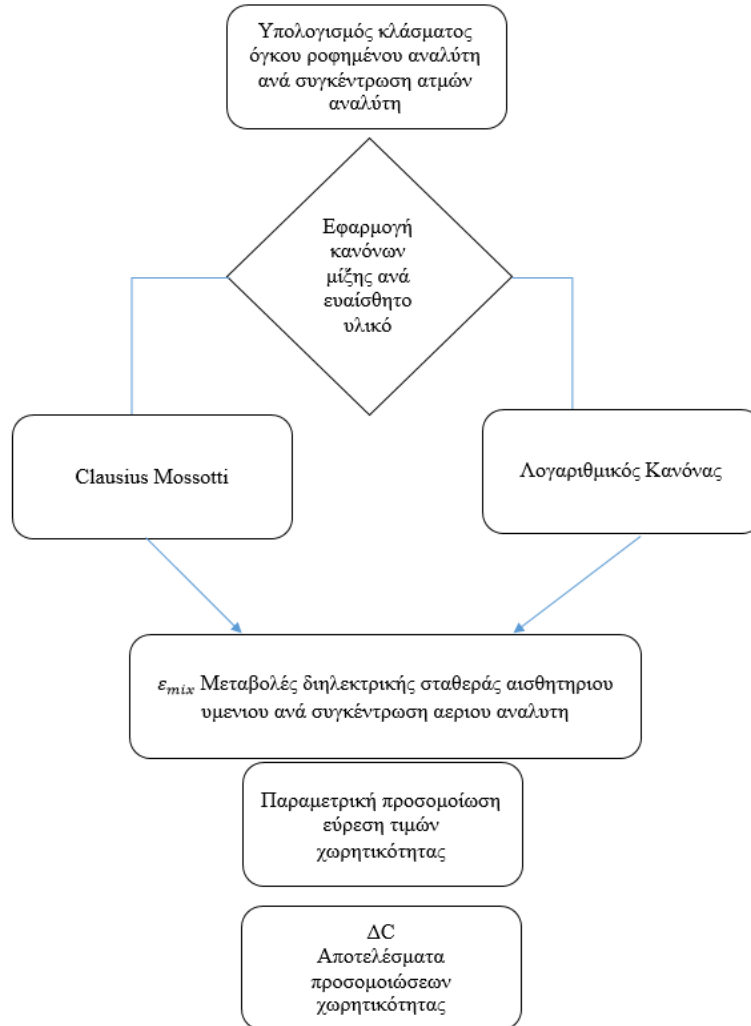 Υπολογισμός κλάσματος
όγκου ροφημένου αναλύτη
ανά συγκέντρωση ατμών
αναλύτη
Εφαρμογή
κανόνων
μίξης ανά
ευαίσθητο
υλικό
Clausius Mossotti
Λογαριθμικός Κανόνας
ε_mix Μεταβολές διηλεκτρικής σταθεράς αισθητηριου
υμενιου ανά συγκέντρωση αεριου αναλυτη
Παραμετρική προσομοίωση
εύρεση τιμών
χωρητικότητας
ΔC
Αποτελέσματα
προσομοιώσεων
χωρητικότητας